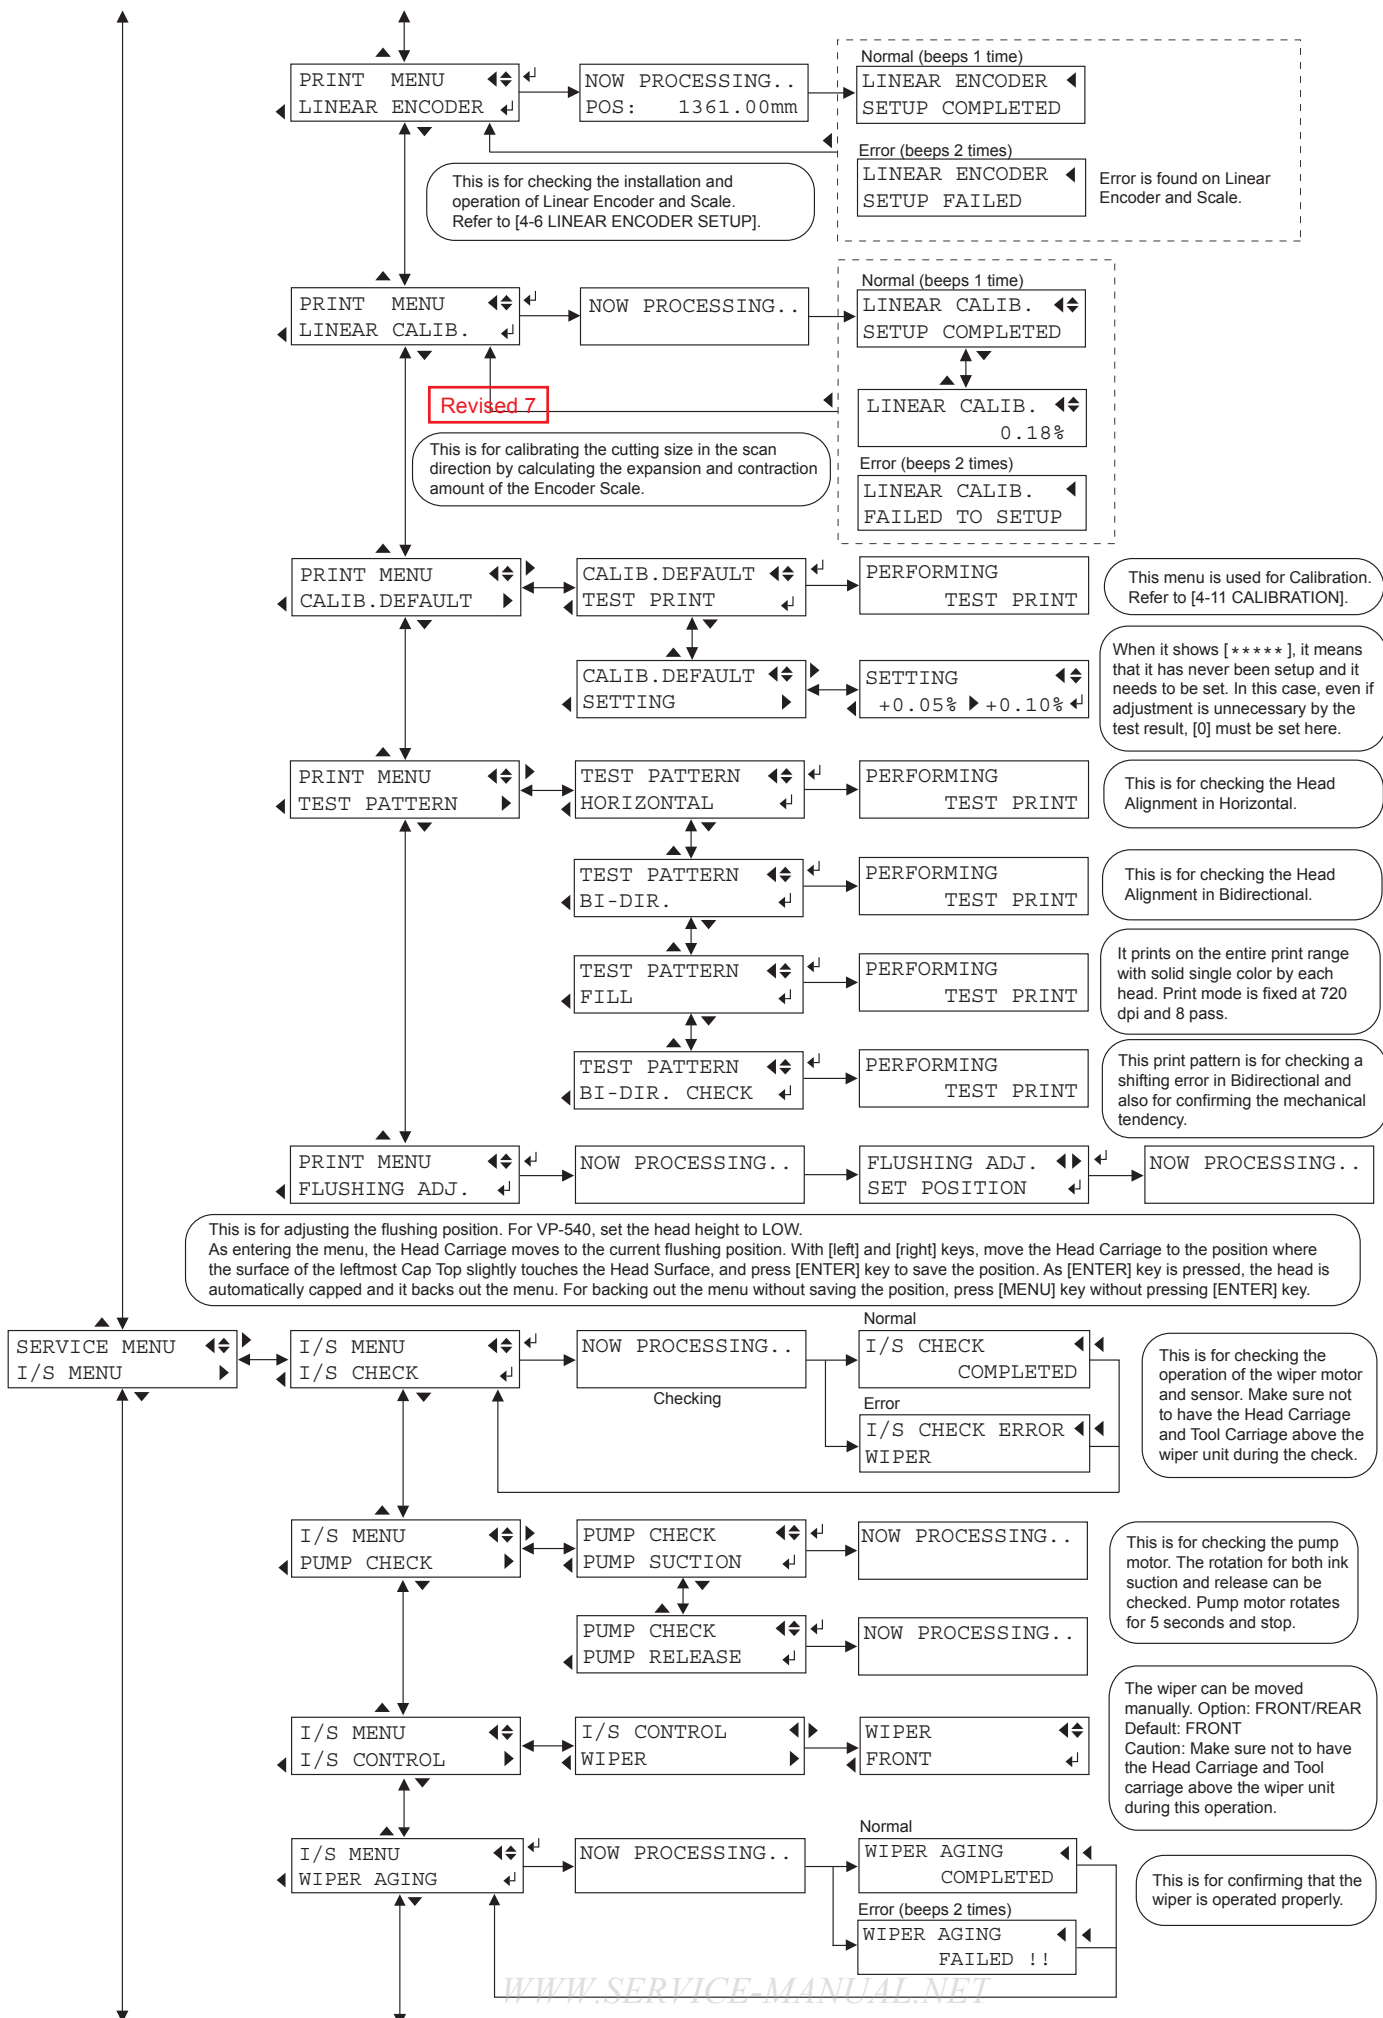 Normal (beeps 1 time)
PRINT MENU
LINEAR ENCODER
NOW PROCESSING..
POS: 1361.00mm
LINEAR ENCODER
SETUP COMPLETED
Error (beeps 2 times)
LINEAR ENCODER
SETUP FAILED
Error is found on Linear
Encoder and Scale.
This is for checking the installation and
operation of Linear Encoder and Scale.
Refer to [4-6 LINEAR ENCODER SETUP].
Normal (beeps 1 time)
PRINT MENU
LINEAR CALIB.
NOW PROCESSING..
LINEAR CALIB.
SETUP COMPLETED
LINEAR CALIB.
0.18%
Revised 7
This is for calibrating the cutting size in the scan
direction by calculating the expansion and contraction
amount of the Encoder Scale.
Error (beeps 2 times)
LINEAR CALIB.
FAILED TO SETUP
PRINT MENU
CALIB.DEFAULT
CALIB.DEFAULT
TEST PRINT
PERFORMING
TEST PRINT
This menu is used for Calibration.
Refer to [4-11 CALIBRATION].
CALIB.DEFAULT
SETTING
SETTING
+0.05% +0.10%
When it shows [ * * * * * ], it means
that it has never been setup and it
needs to be set. In this case, even if
adjustment is unnecessary by the
test result, [0] must be set here.
PRINT MENU
TEST PATTERN
TEST PATTERN
HORIZONTAL
PERFORMING
TEST PRINT
This is for checking the Head
Alignment in Horizontal.
TEST PATTERN
BI-DIR.
PERFORMING
TEST PRINT
This is for checking the Head
Alignment in Bidirectional.
TEST PATTERN
FILL
PERFORMING
TEST PRINT
It prints on the entire print range
with solid single color by each
head. Print mode is fixed at 720
dpi and 8 pass.
TEST PATTERN
BI-DIR. CHECK
PERFORMING
TEST PRINT
This print pattern is for checking a
shifting error in Bidirectional and
also for confirming the mechanical
tendency.
PRINT MENU
FLUSHING ADJ.
NOW PROCESSING..
FLUSHING ADJ.
SET POSITION
NOW PROCESSING..
This is for adjusting the flushing position. For VP-540, set the head height to LOW.
As entering the menu, the Head Carriage moves to the current flushing position. With [left] and [right] keys, move the Head Carriage to the position where
the surface of the leftmost Cap Top slightly touches the Head Surface, and press [ENTER] key to save the position. As [ENTER] key is pressed, the head is
automatically capped and it backs out the menu. For backing out the menu without saving the position, press [MENU] key without pressing [ENTER] key.
SERVICE MENU
I/S MENU
I/S MENU
I/S CHECK
NOW PROCESSING..
Checking
Normal
I/S CHECK
COMPLETED
Error
I/S CHECK ERROR
WIPER
This is for checking the
operation of the wiper motor
and sensor. Make sure not
to have the Head Carriage
and Tool Carriage above the
wiper unit during the check.
I/S MENU
PUMP CHECK
PUMP CHECK
PUMP SUCTION
NOW PROCESSING..
PUMP CHECK
PUMP RELEASE
NOW PROCESSING..
This is for checking the pump
motor. The rotation for both ink
suction and release can be
checked. Pump motor rotates
for 5 seconds and stop.
I/S MENU
I/S CONTROL
I/S CONTROL
WIPER
WIPER
FRONT
The wiper can be moved
manually. Option: FRONT/REAR
Default: FRONT
Caution: Make sure not to have
the Head Carriage and Tool
carriage above the wiper unit
during this operation.
I/S MENU
WIPER AGING
NOW PROCESSING..
Normal
WIPER AGING
COMPLETED
Error (beeps 2 times)
WIPER AGING
FAILED !!
This is for confirming that the
wiper is operated properly.
WWW.SERVICE-MANUAL.NET